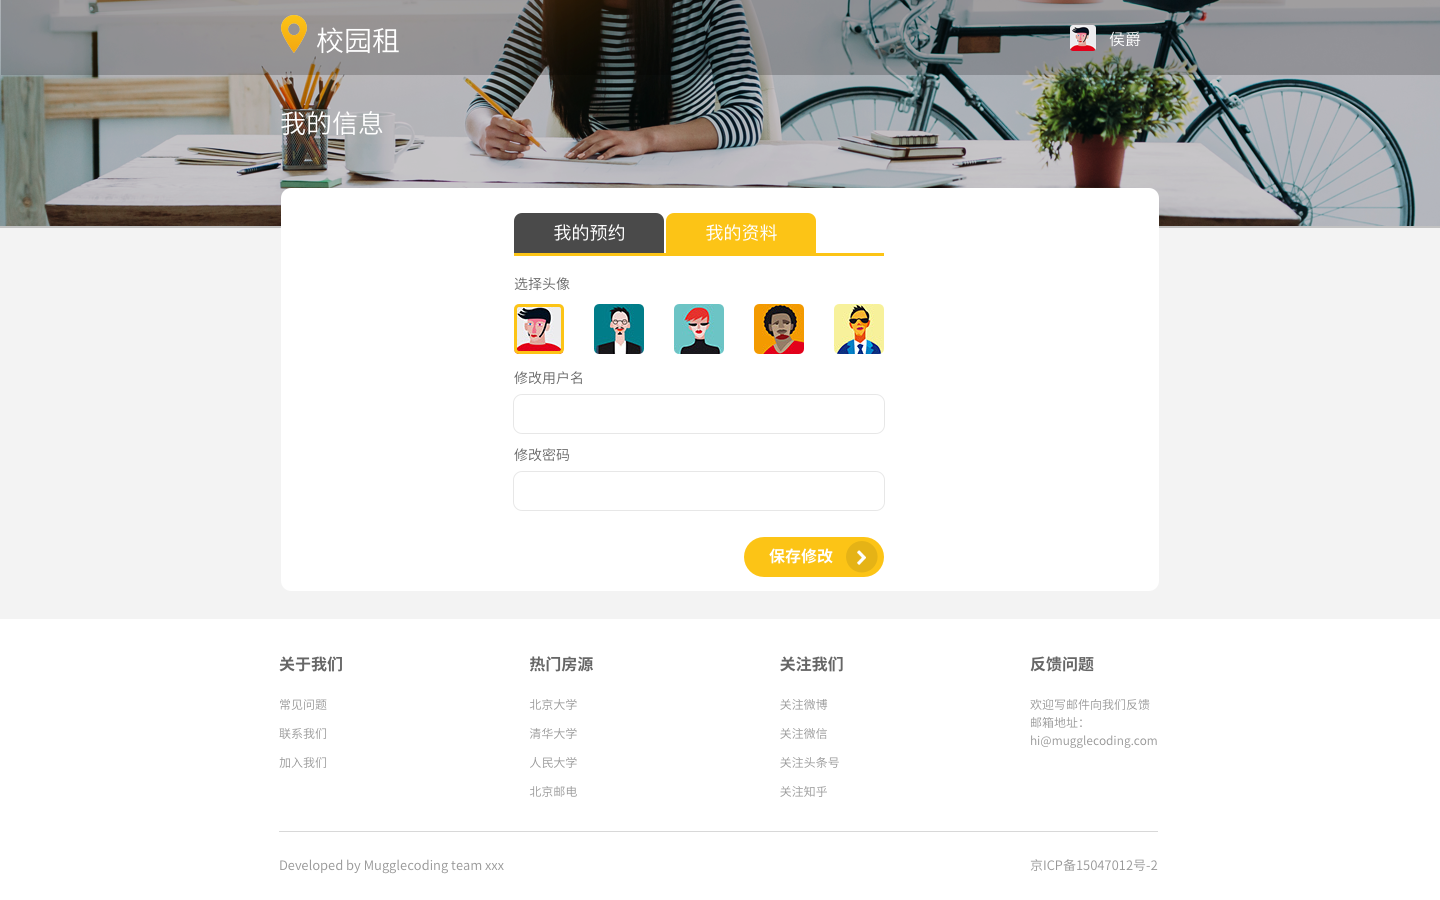 校园租
侯爵
我的信息
我的预约
我的资料
选择头像
修改用户名
修改密码
保存修改
关于我们
常见问题
联系我们
加入我们
热门房源
北京大学
清华大学
人民大学
北京邮电
关注我们
关注微博
关注微信
关注头条号
关注知乎
反馈问题
欢迎写邮件向我们反馈
邮箱地址：
hi@mugglecoding.com
Developed by Mugglecoding team xxx
京ICP备15047012号-2